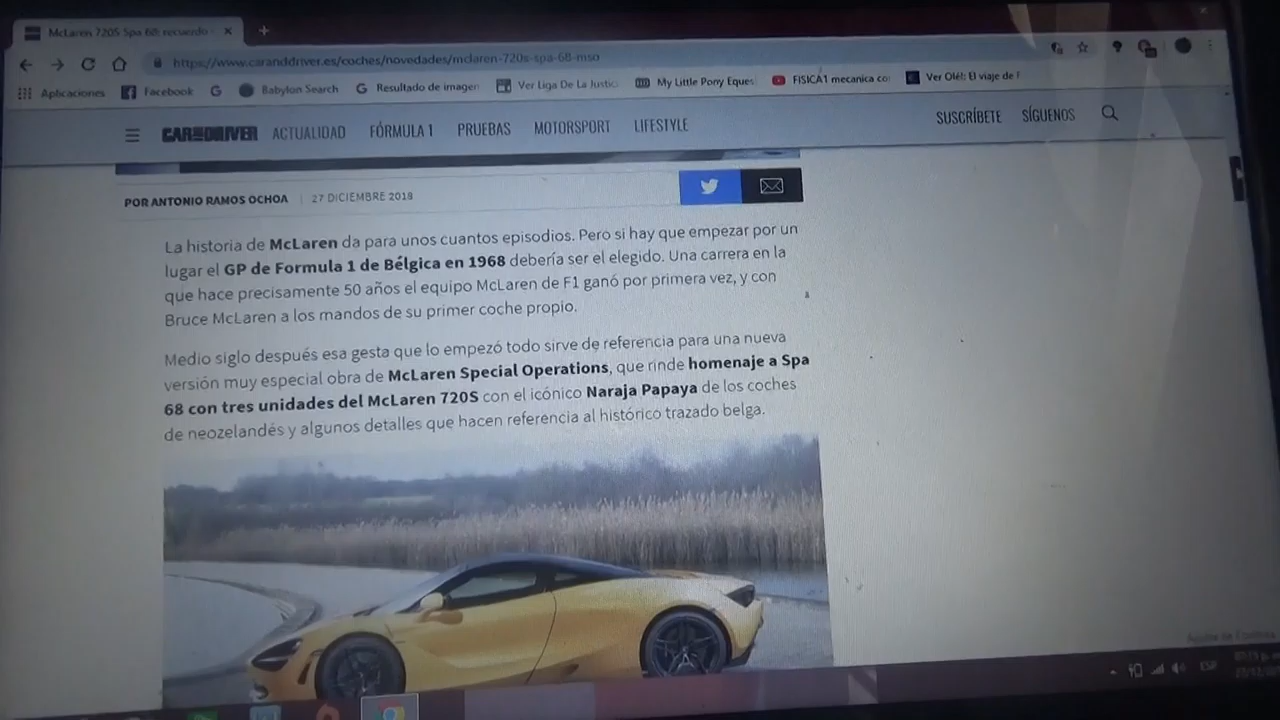 McLaren 720S Spa 68: recuerdo
https://www.caranddriver.es/coches/novedades/mclaren-720s-spa-68-mso
Aplicaciones Facebook Babylon Search Resultado de imagen Ver Liga De La Justic My Little Pony Eques FISICA1 mecanica co Ver Olé!: El viaje de F
CAR AND DRIVER ACTUALIDAD FÓRMULA 1 PRUEBAS MOTORSPORT LIFESTYLE SUSCRÍBETE SÍGUENOS
POR ANTONIO RAMOS OCHOA 27 DICIEMBRE 2018
La historia de McLaren da para unos cuantos episodios. Pero si hay que empezar por un
lugar el GP de Formula 1 de Bélgica en 1968 debería ser el elegido. Una carrera en la
que hace precisamente 50 años el equipo McLaren de F1 ganó por primera vez, y con
Bruce McLaren a los mandos de su primer coche propio.
Medio siglo después esa gesta que lo empezó todo sirve de referencia para una nueva
versión muy especial obra de McLaren Special Operations, que rinde homenaje a Spa
68 con tres unidades del McLaren 720S con el icónico Naraja Papaya de los coches
de neozelandés y algunos detalles que hacen referencia al histórico trazado belga.
ESP